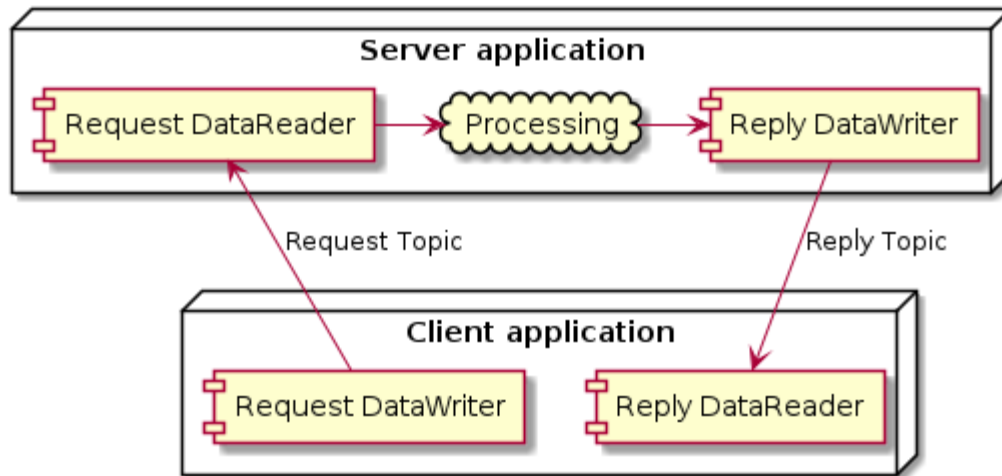 Server application
Request DataReader
Processing
Reply DataWriter
Request Topic
Reply Topic
Client application
Request DataWriter
Reply DataReader